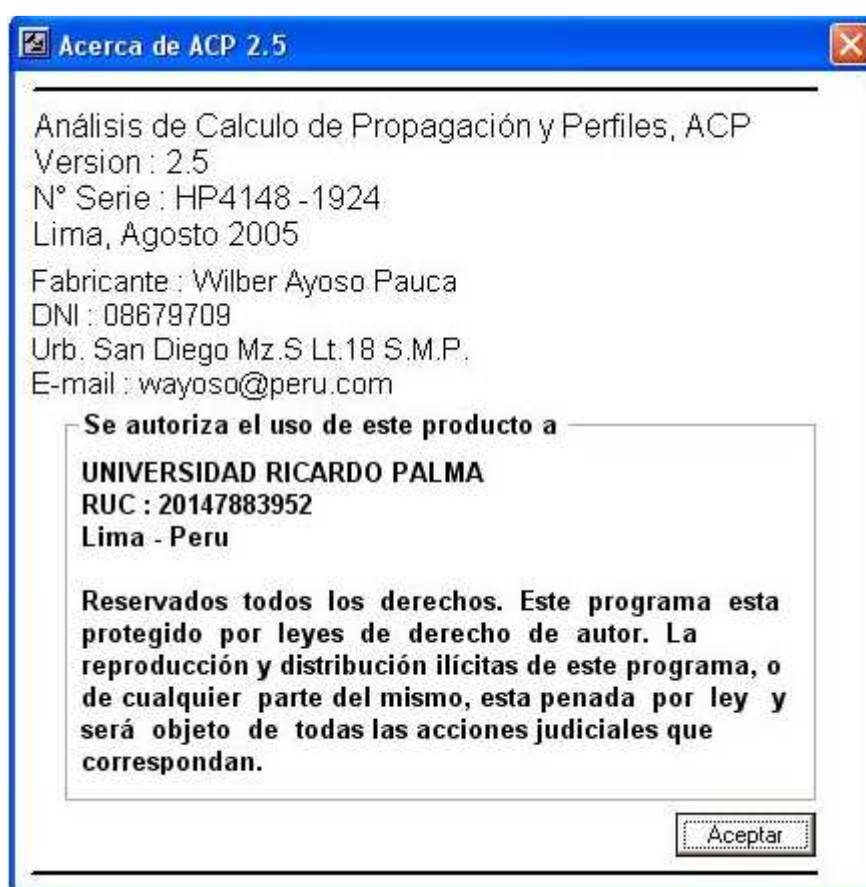 Acerca de ACP 2.5
Análisis de Calculo de Propagación y Perfiles, ACP
Version : 2.5
N° Serie : HP4148 -1924
Lima, Agosto 2005
Fabricante : Wilber Ayoso Pauca
DNI : 08679709
Urb. San Diego Mz.S Lt.18 S.M.P.
E-mail : wayoso@peru.com
Se autoriza el uso de este producto a
UNIVERSIDAD RICARDO PALMA
RUC : 20147883952
Lima - Peru
Reservados todos los derechos. Este programa esta
protegido por leyes de derecho de autor. La
reproducción y distribución ilícitas de este programa, o
de cualquier parte del mismo, esta penada por ley y
será objeto de todas las acciones judiciales que
correspondan.
Aceptar